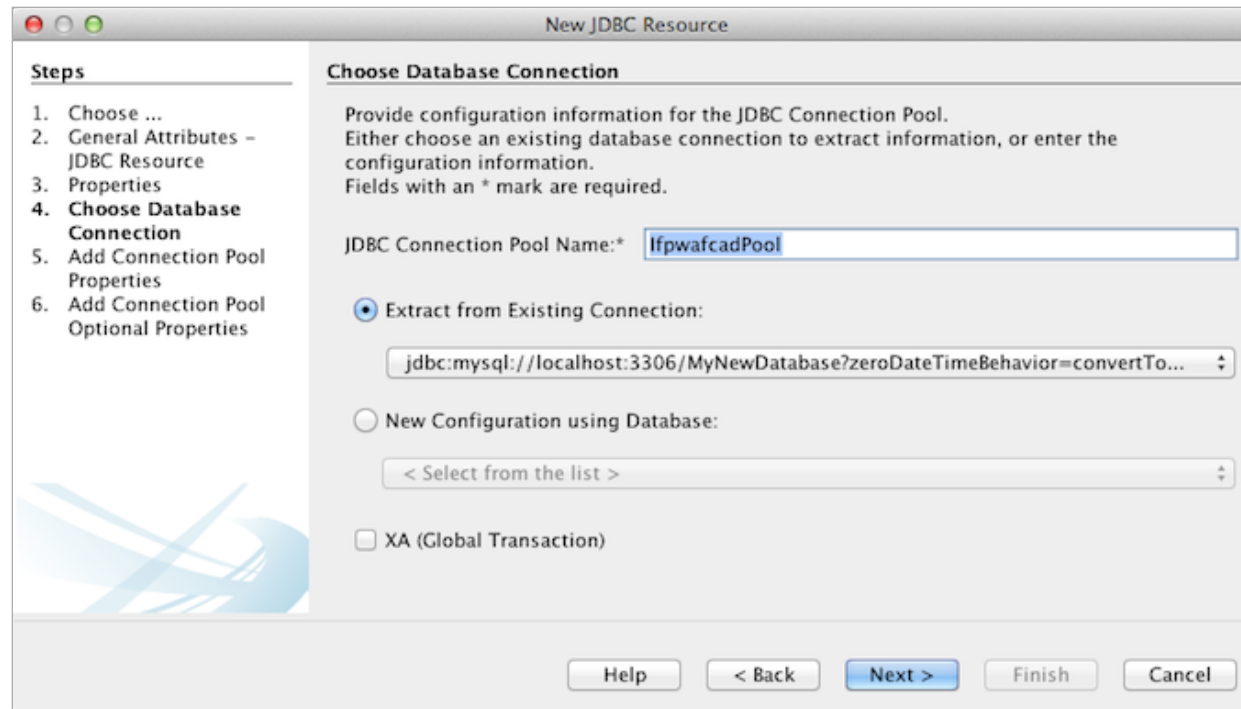 New JDBC Resource
Steps
1. Choose ...
2. General Attributes –
JDBC Resource
3. Properties
4. Choose Database
Connection
5. Add Connection Pool
Properties
6. Add Connection Pool
Optional Properties
Choose Database Connection
Provide configuration information for the JDBC Connection Pool.
Either choose an existing database connection to extract information, or enter the
configuration information.
Fields with an * mark are required.
JDBC Connection Pool Name:* IfpwafcadPool
Extract from Existing Connection:
jdbc:mysql://localhost:3306/MyNewDatabase?zeroDateTimeBehavior=convertTo...
New Configuration using Database:
< Select from the list >
XA (Global Transaction)
Help < Back Next > Finish Cancel